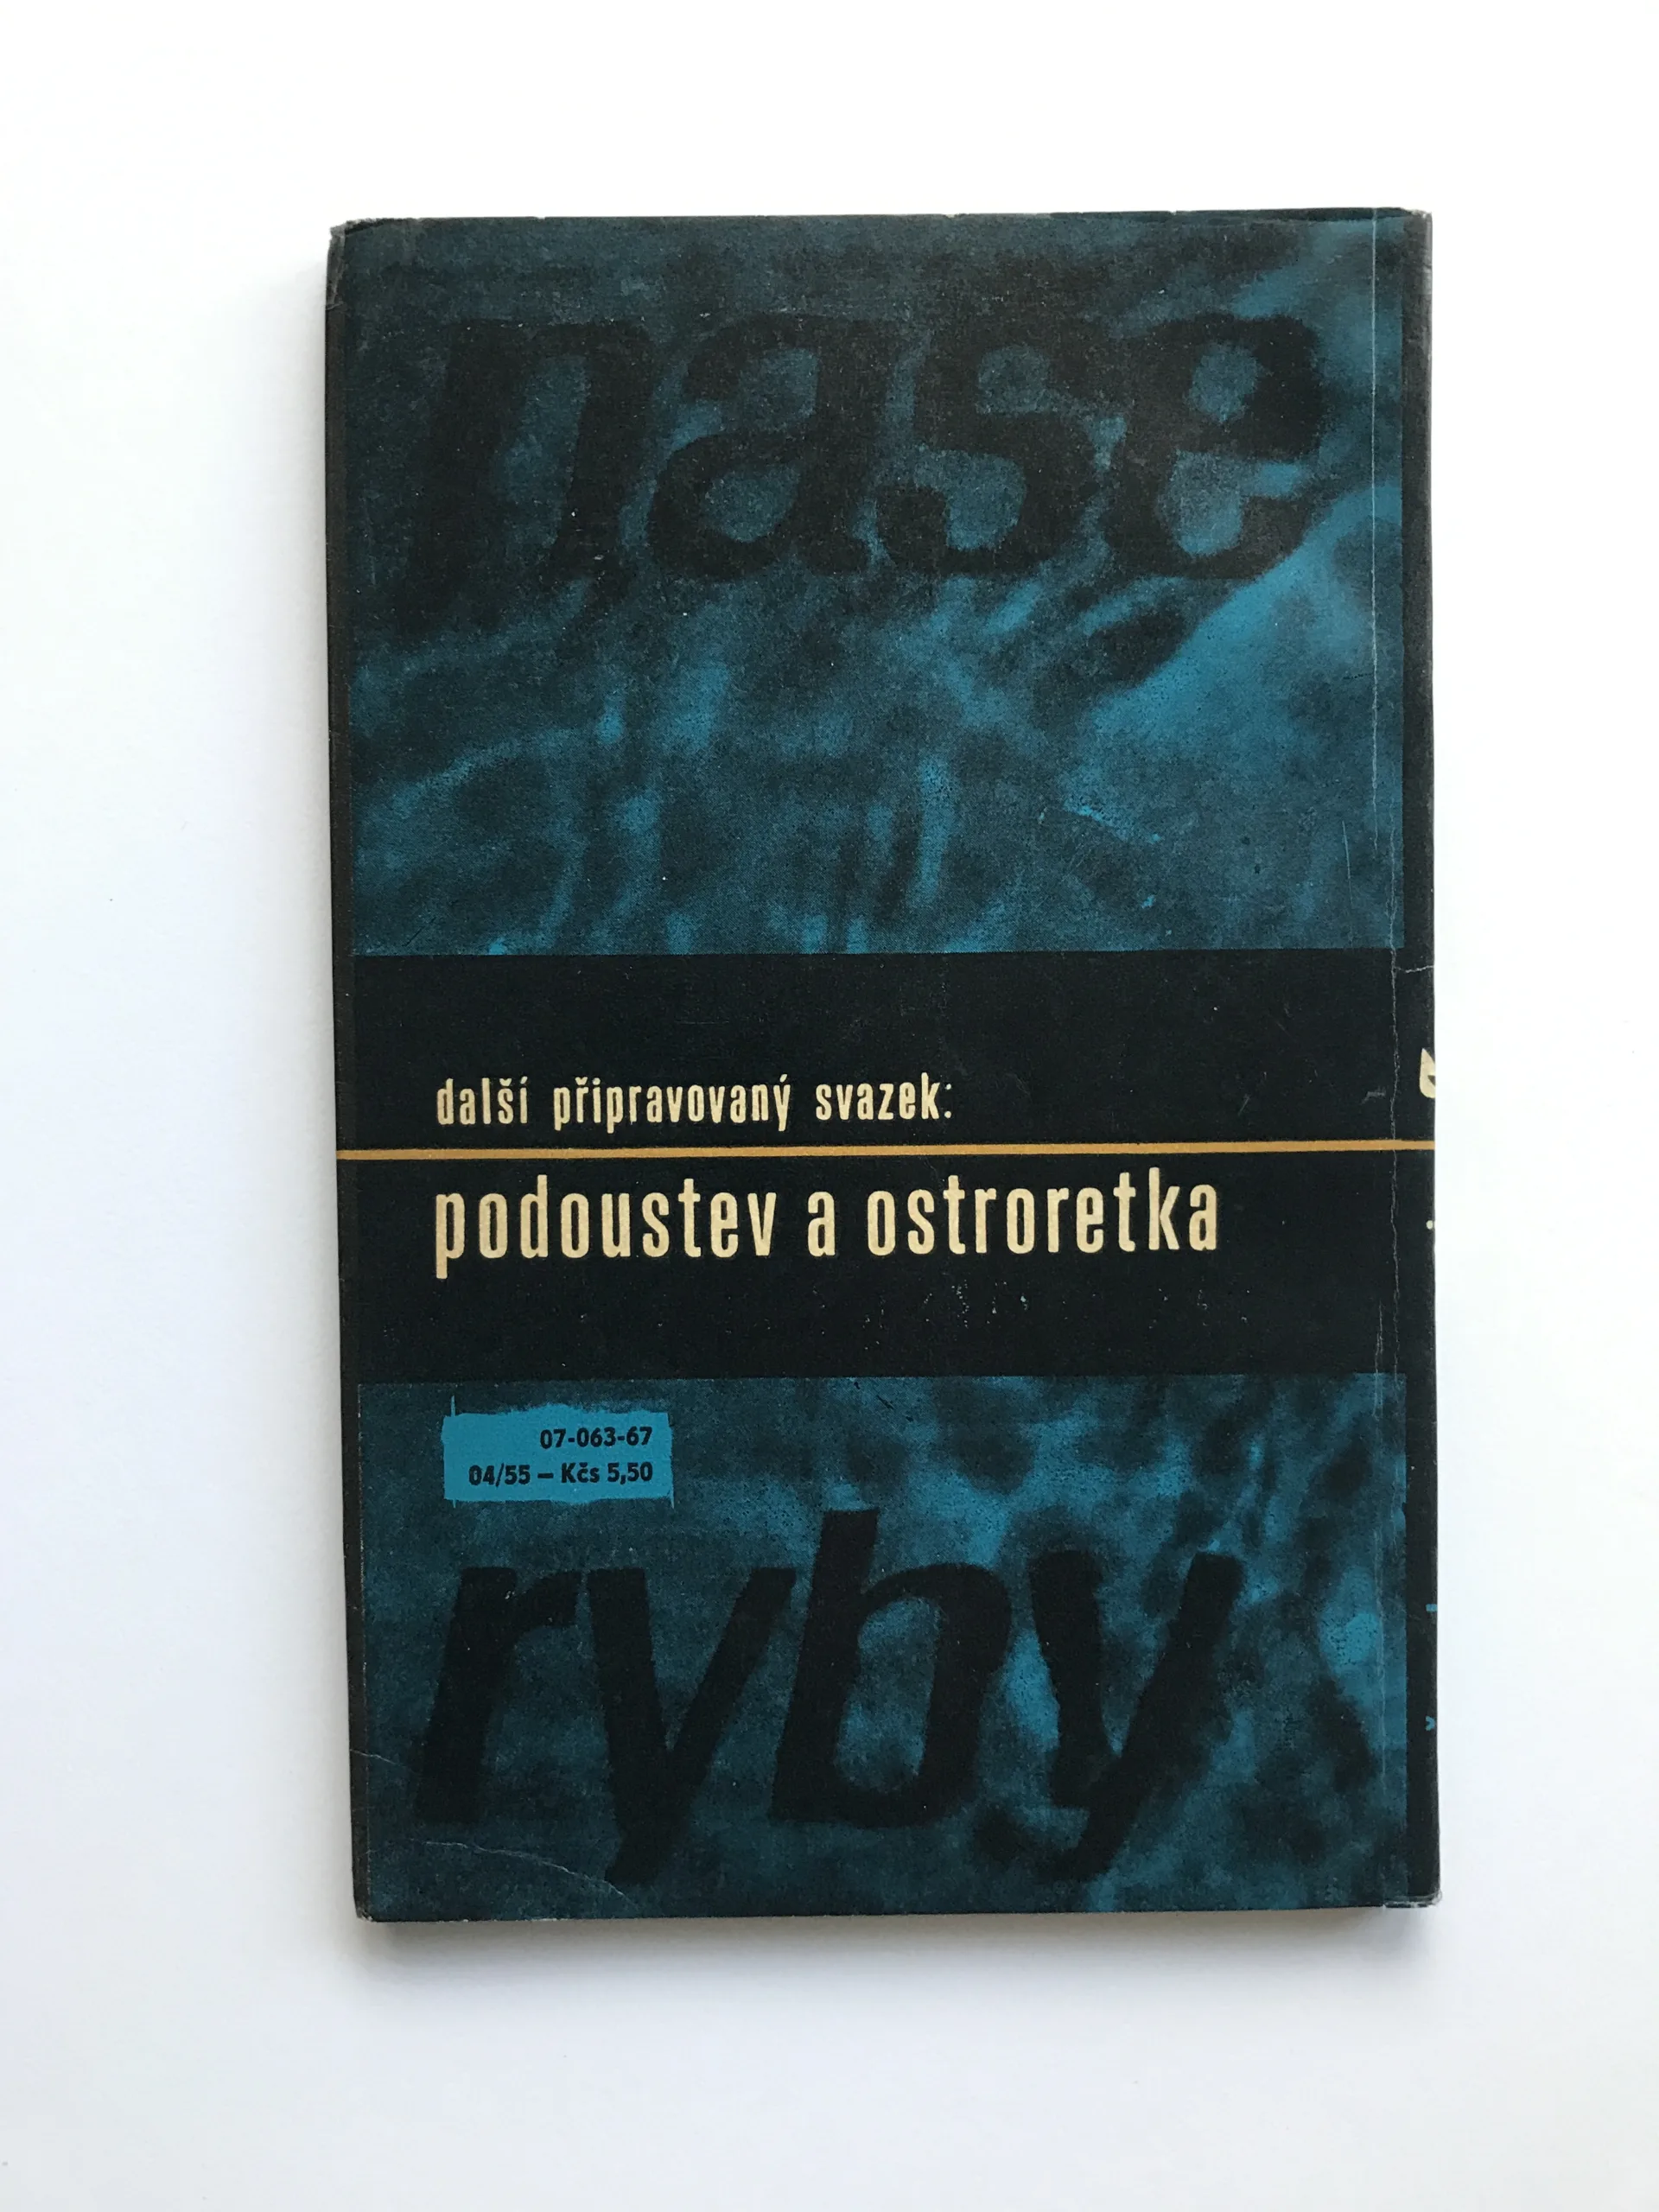 naše
další připravovaný svazek:
podoustev a ostroretka
07-063-67
04/55 – Kčs 5,50
ryby